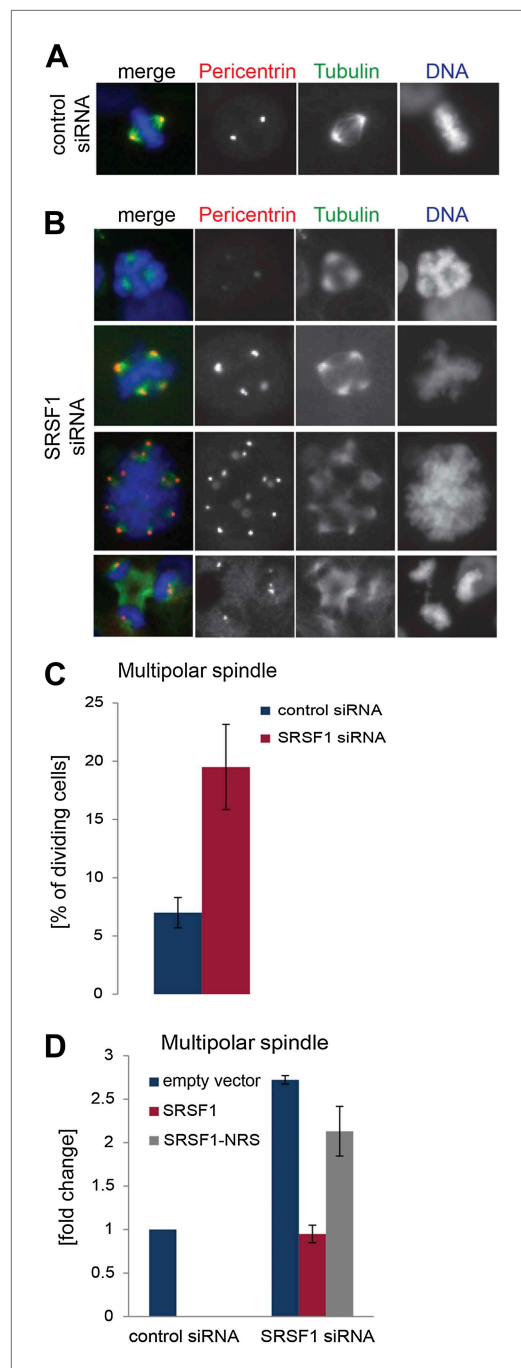 A
merge Pericentrin Tubulin DNA
control
siRNA
B
merge Pericentrin Tubulin DNA
SRSF1
siRNA
C
Multipolar spindle
25
20
15
10
5
0
[% of dividing cells]
control siRNA
SRSF1 siRNA
D
Multipolar spindle
3
2.5
2
1.5
1
0.5
0
[fold change]
empty vector
SRSF1
SRSF1-NRS
control siRNA SRSF1 siRNA